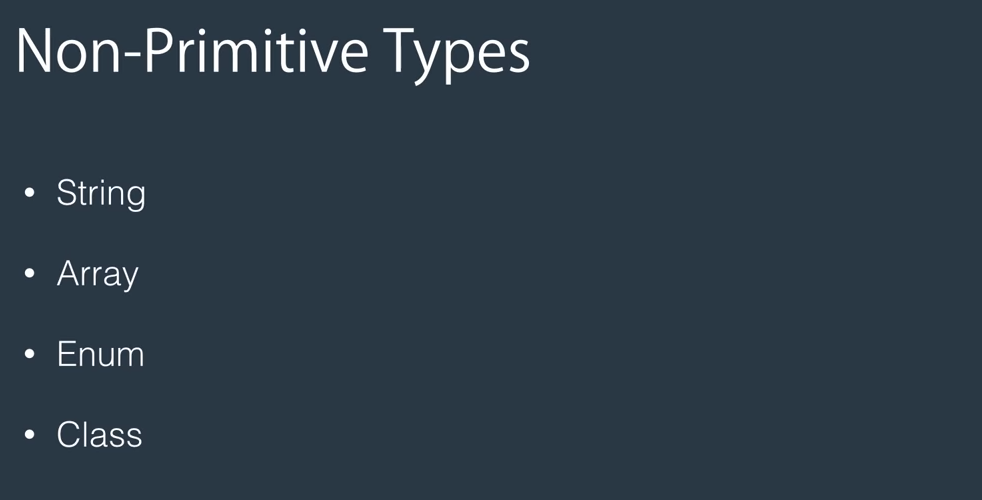 Non-Primitive Types
• String
• Array
• Enum
• Class